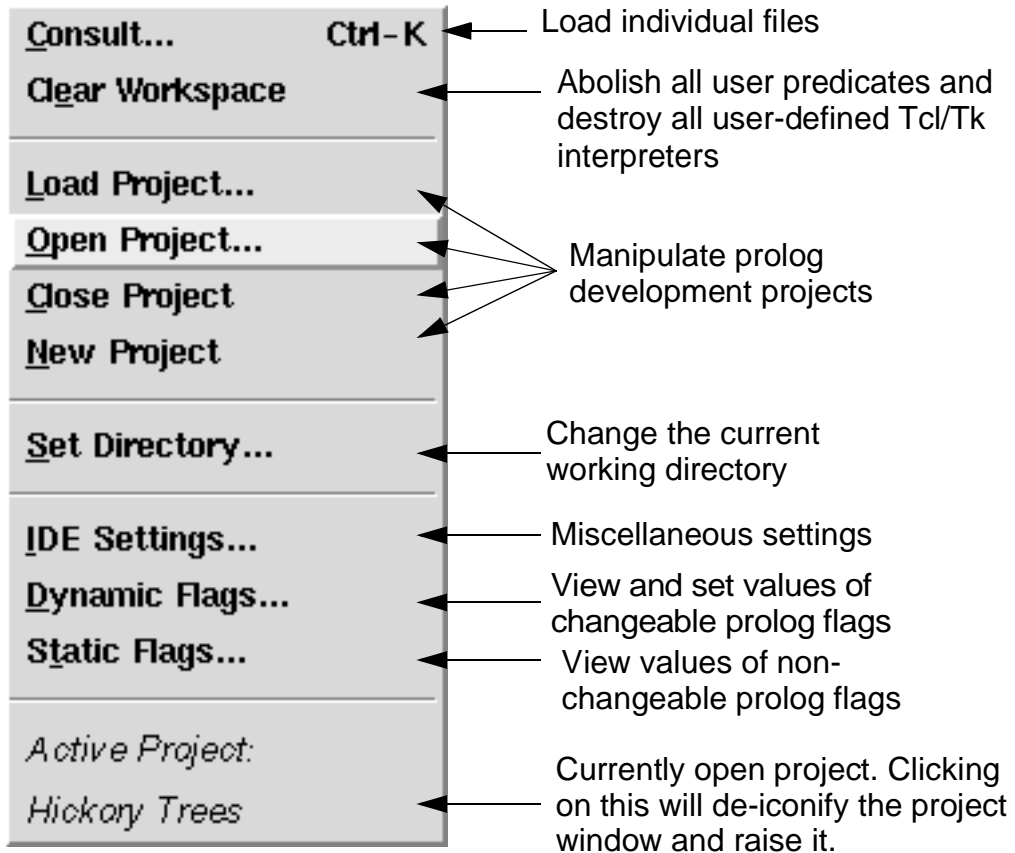 Consult... Ctrl-K
Load individual files
Clear Workspace
Abolish all user predicates and
destroy all user-defined Tcl/Tk
interpreters
Load Project...
Open Project...
Close Project
New Project
Manipulate prolog
development projects
Set Directory...
Change the current
working directory
IDE Settings...
Miscellaneous settings
Dynamic Flags...
View and set values of
changeable prolog flags
Static Flags...
View values of non-
changeable prolog flags
Active Project:
Hickory Trees
Currently open project. Clicking
on this will de-iconify the project
window and raise it.